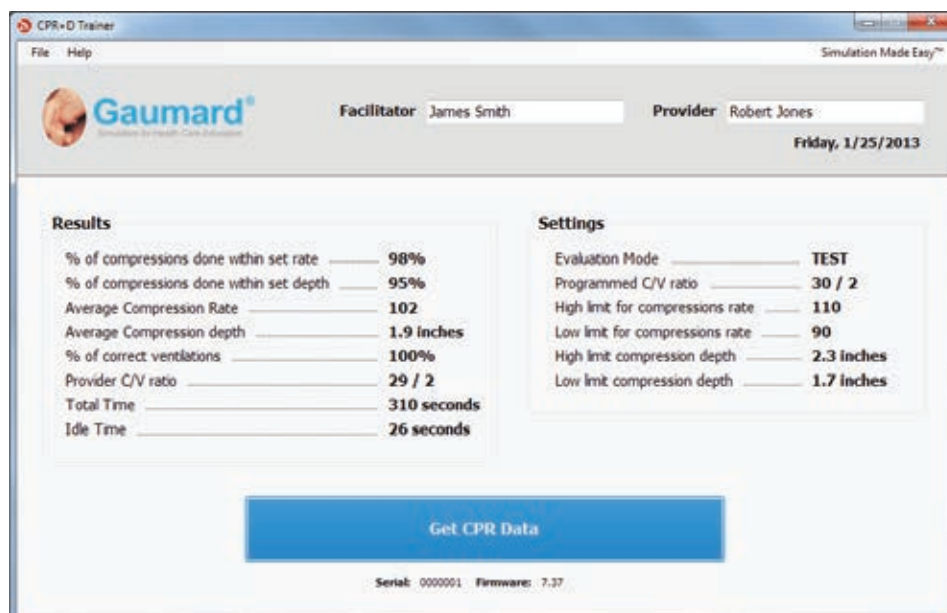 CPR+D Trainer
File Help Simulation Made Easy™
Gaumard®
Simulation for Health Care Education
Facilitator James Smith Provider Robert Jones
Friday, 1/25/2013
Results
% of compressions done within set rate 98%
% of compressions done within set depth 95%
Average Compression Rate 102
Average Compression depth 1.9 inches
% of correct ventilations 100%
Provider C/V ratio 29 / 2
Total Time 310 seconds
Idle Time 26 seconds
Settings
Evaluation Mode TEST
Programmed C/V ratio 30 / 2
High limit for compressions rate 110
Low limit for compressions rate 90
High limit compression depth 2.3 inches
Low limit compression depth 1.7 inches
Get CPR Data
Serial: 0000001 Firmware: 7.37